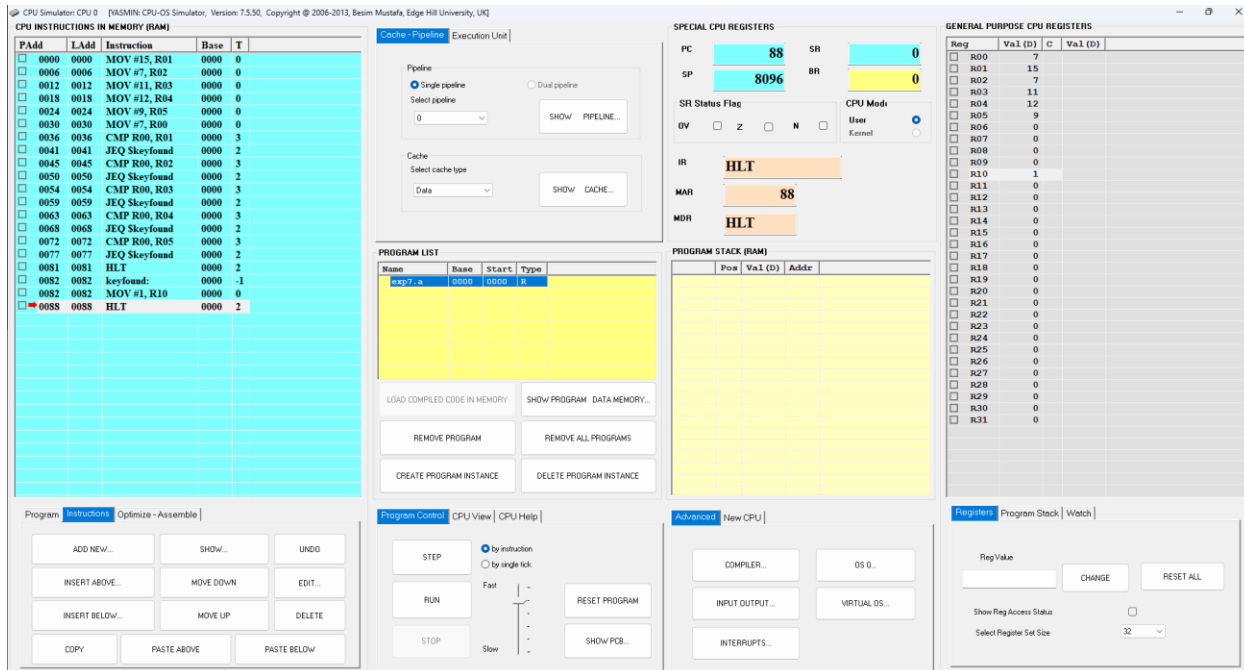 CPU Simulator: CPU 0 [YASMIN: CPU-OS Simulator, Version: 7.5.50, Copyright @ 2006-2013, Besim Mustafa, Edge Hill University, UK]
CPU INSTRUCTIONS IN MEMORY (RAM)
PAdd LAdd Instruction Base T
0000 0000 MOV #15, R01 0000 0
0006 0006 MOV #7, R02 0000 0
0012 0012 MOV #11, R03 0000 0
0018 0018 MOV #12, R04 0000 0
0024 0024 MOV #9, R05 0000 0
0030 0030 MOV #7, R00 0000 0
0036 0036 CMP R00, R01 0000 3
0041 0041 JEQ $keyfound 0000 2
0045 0045 CMP R00, R02 0000 3
0050 0050 JEQ $keyfound 0000 2
0054 0054 CMP R00, R03 0000 3
0059 0059 JEQ $keyfound 0000 2
0063 0063 CMP R00, R04 0000 3
0068 0068 JEQ $keyfound 0000 2
0072 0072 CMP R00, R05 0000 3
0077 0077 JEQ $keyfound 0000 2
0081 0081 HLT 0000 2
0082 0082 keyfound: 0000 -1
0082 0082 MOV #1, R10 0000 0
0088 0088 HLT 0000 2
Program Instructions Optimize - Assemble
ADD NEW... SHOW... UNDO
INSERT ABOVE... MOVE DOWN EDIT...
INSERT BELOW... MOVE UP DELETE
COPY PASTE ABOVE PASTE BELOW
Cache - Pipeline Execution Unit
Pipeline
Single pipeline Dual pipeline
Select pipeline
0 SHOW PIPELINE...
Cache
Select cache type
Data SHOW CACHE...
PROGRAM LIST
Name Base Start Type
exp7.a 0000 0000 R
LOAD COMPILED CODE IN MEMORY SHOW PROGRAM DATA MEMORY...
REMOVE PROGRAM REMOVE ALL PROGRAMS
CREATE PROGRAM INSTANCE DELETE PROGRAM INSTANCE
Program Control CPU View CPU Help
STEP by instruction
by single tick
Fast
RUN RESET PROGRAM
STOP Slow SHOW PCB...
SPECIAL CPU REGISTERS
PC 88 SR 0
SP 8096 BR 0
SR Status Flag CPU Mode
OV Z N User
Kernel
IR HLT
MAR 88
MDR HLT
PROGRAM STACK (RAM)
Pos Val (D) Addr
Advanced New CPU
COMPILER... OS 0...
INPUT OUTPUT... VIRTUAL OS...
INTERRUPTS...
GENERAL PURPOSE CPU REGISTERS
Reg Val (D) C Val (D)
R00 7
R01 15
R02 7
R03 11
R04 12
R05 9
R06 0
R07 0
R08 0
R09 0
R10 1
R11 0
R12 0
R13 0
R14 0
R15 0
R16 0
R17 0
R18 0
R19 0
R20 0
R21 0
R22 0
R23 0
R24 0
R25 0
R26 0
R27 0
R28 0
R29 0
R30 0
R31 0
Registers Program Stack Watch
Reg Value
CHANGE RESET ALL
Show Reg Access Status
Select Register Set Size 32